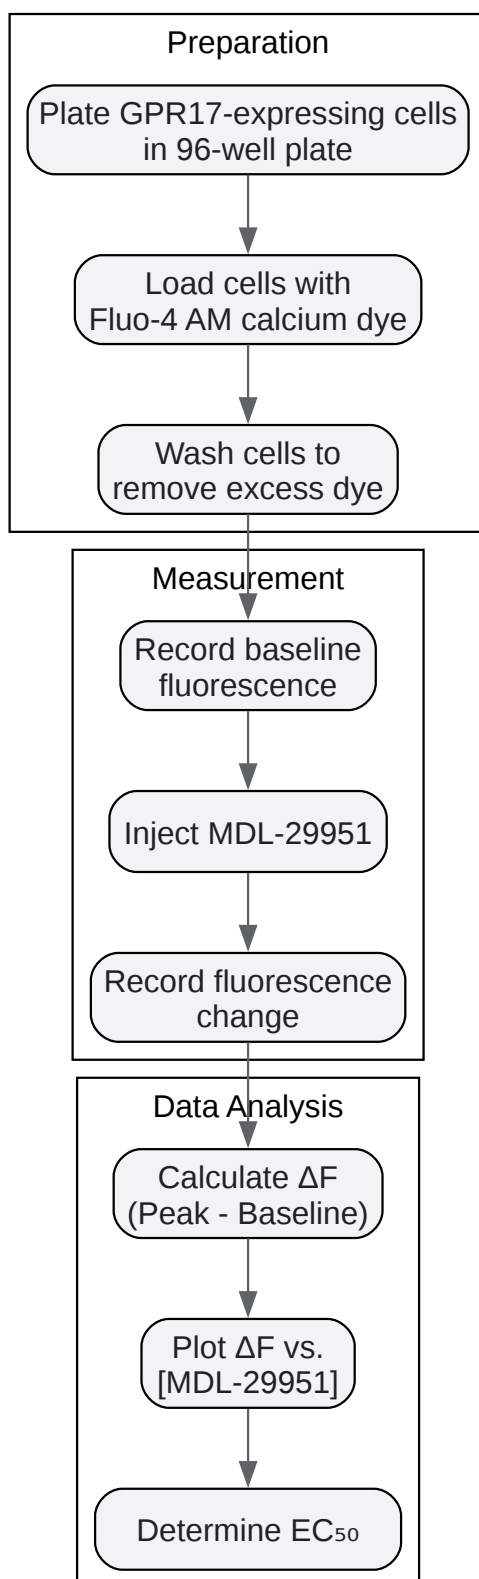 Preparation
Plate GPR17-expressing cells
in 96-well plate
Load cells with
Fluo-4 AM calcium dye
Wash cells to
remove excess dye
Measurement
Record baseline
fluorescence
Inject MDL-29951
Record fluorescence
change
Data Analysis
Calculate ΔF
(Peak - Baseline)
Plot ΔF vs.
[MDL-29951]
Determine EC₅₀